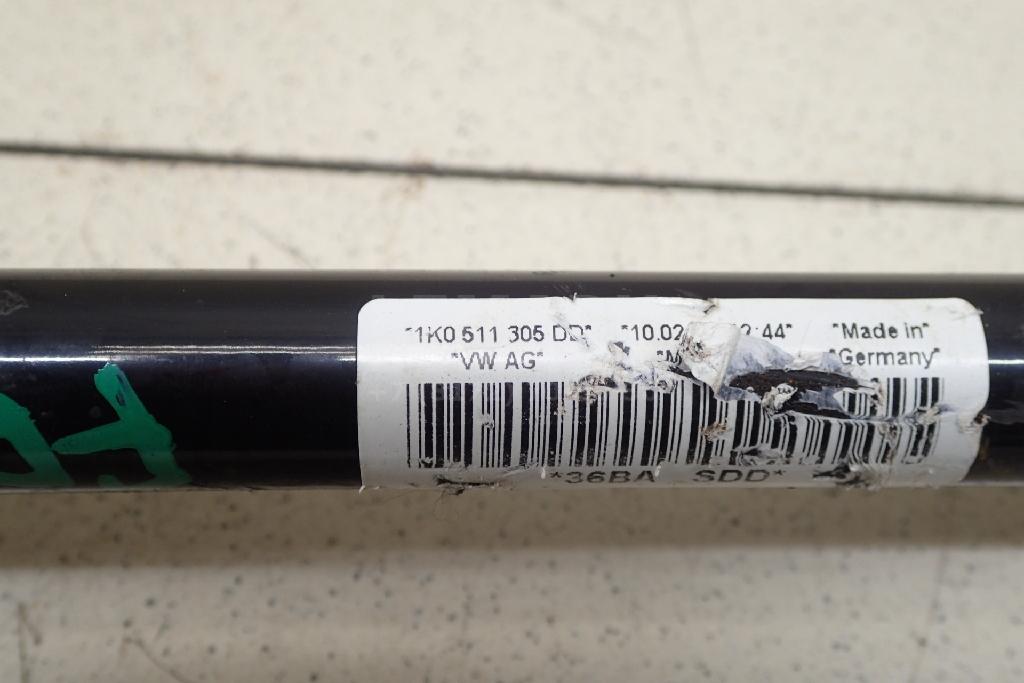 *1K0 511 305 DD* *10.02 2:44* *Made in*
*VW AG* *Germany*
*36BA SDD*